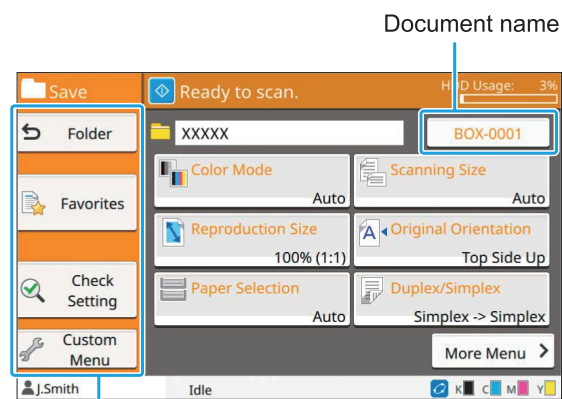 Document name
Save
Ready to scan.
HDD Usage: 3%
Folder
XXXXX
BOX-0001
Favorites
Color Mode
Auto
Scanning Size
Auto
Reproduction Size
100% (1:1)
Original Orientation
Top Side Up
Check
Setting
Paper Selection
Auto
Duplex/Simplex
Simplex -> Simplex
Custom
Menu
More Menu
J.Smith
Idle
K C M Y